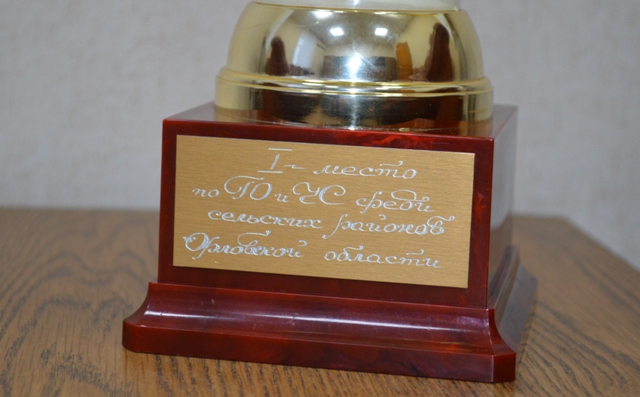 I - место
по ГО и ЧС среди
сельских районов
Орловской области